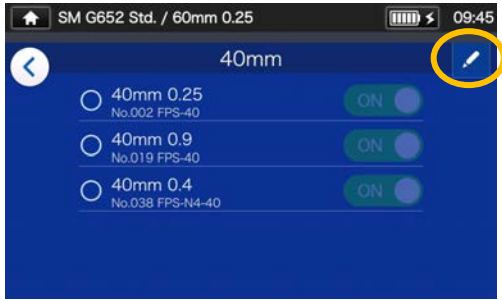 SM G652 Std. / 60mm 0.25 09:45
40mm
40mm 0.25 ON
No.002 FPS-40
40mm 0.9 ON
No.019 FPS-40
40mm 0.4 ON
No.038 FPS-N4-40